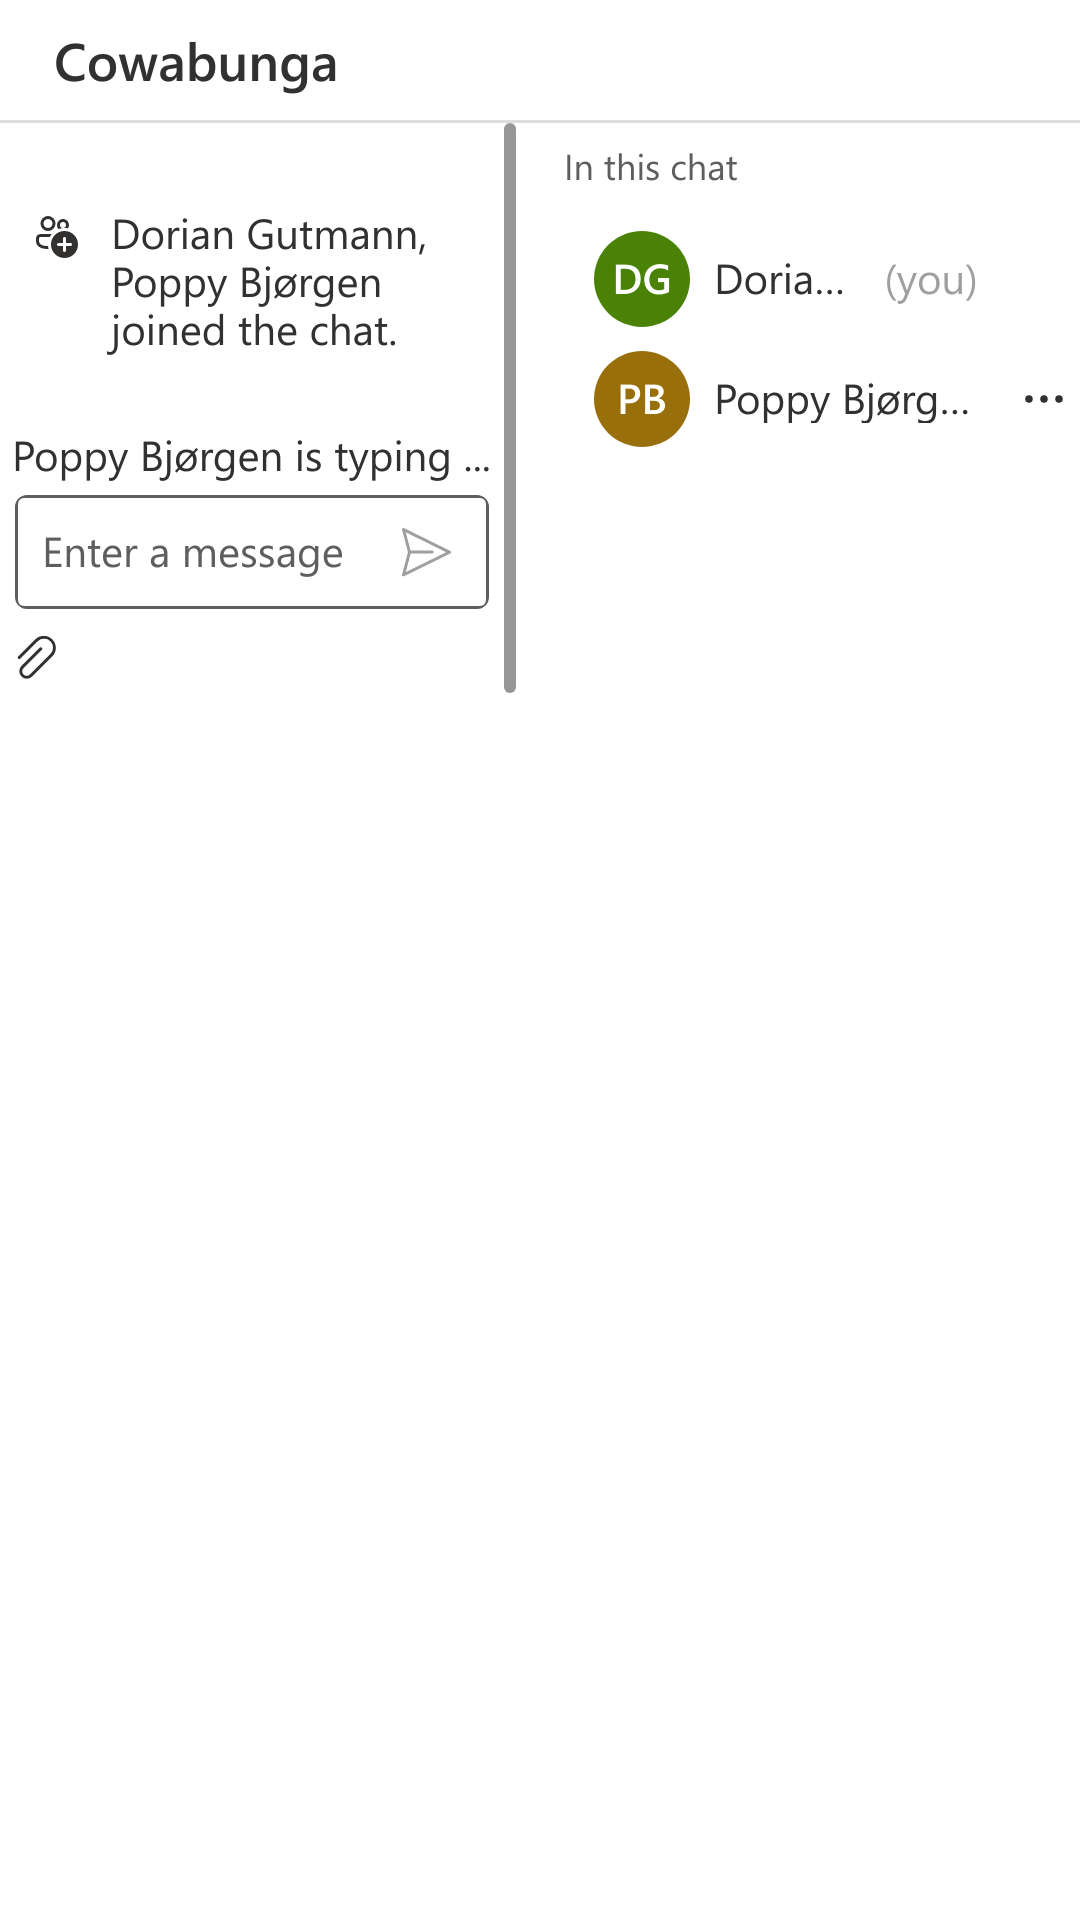 Cowabunga
Dorian Gutmann,
Poppy Bjørgen
joined the chat.
Poppy Bjørgen is typing ...
Enter a message
In this chat
DG Doria... (you)
PB Poppy Bjørg...